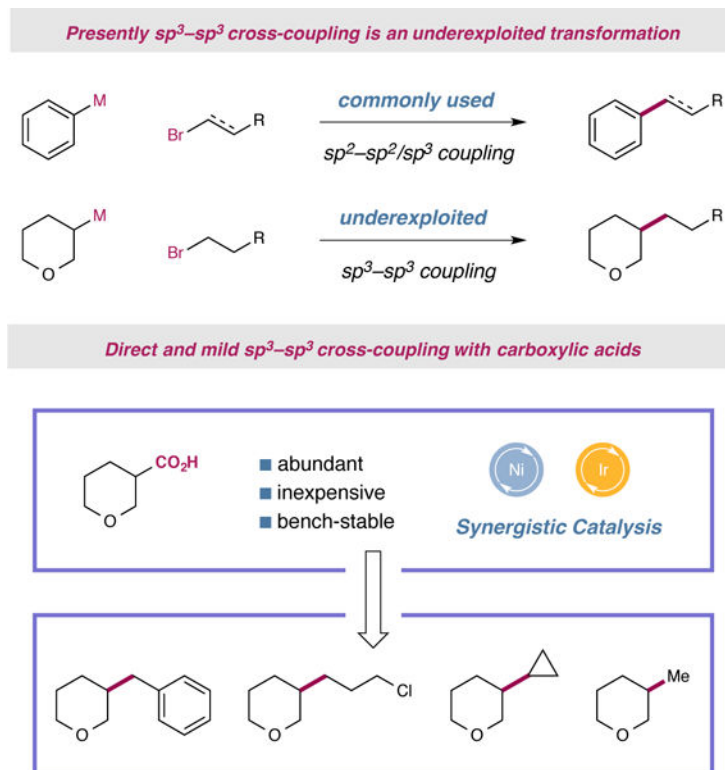 Presently sp³–sp³ cross-coupling is an underexploited transformation
M
Br
R
commonly used
sp²–sp²/sp³ coupling
R
M
O
Br
R
underexploited
sp³–sp³ coupling
R
O
Direct and mild sp³–sp³ cross-coupling with carboxylic acids
CO₂H
O
abundant
inexpensive
bench-stable
Ni
Ir
Synergistic Catalysis
O
Cl
O
O
Me
O